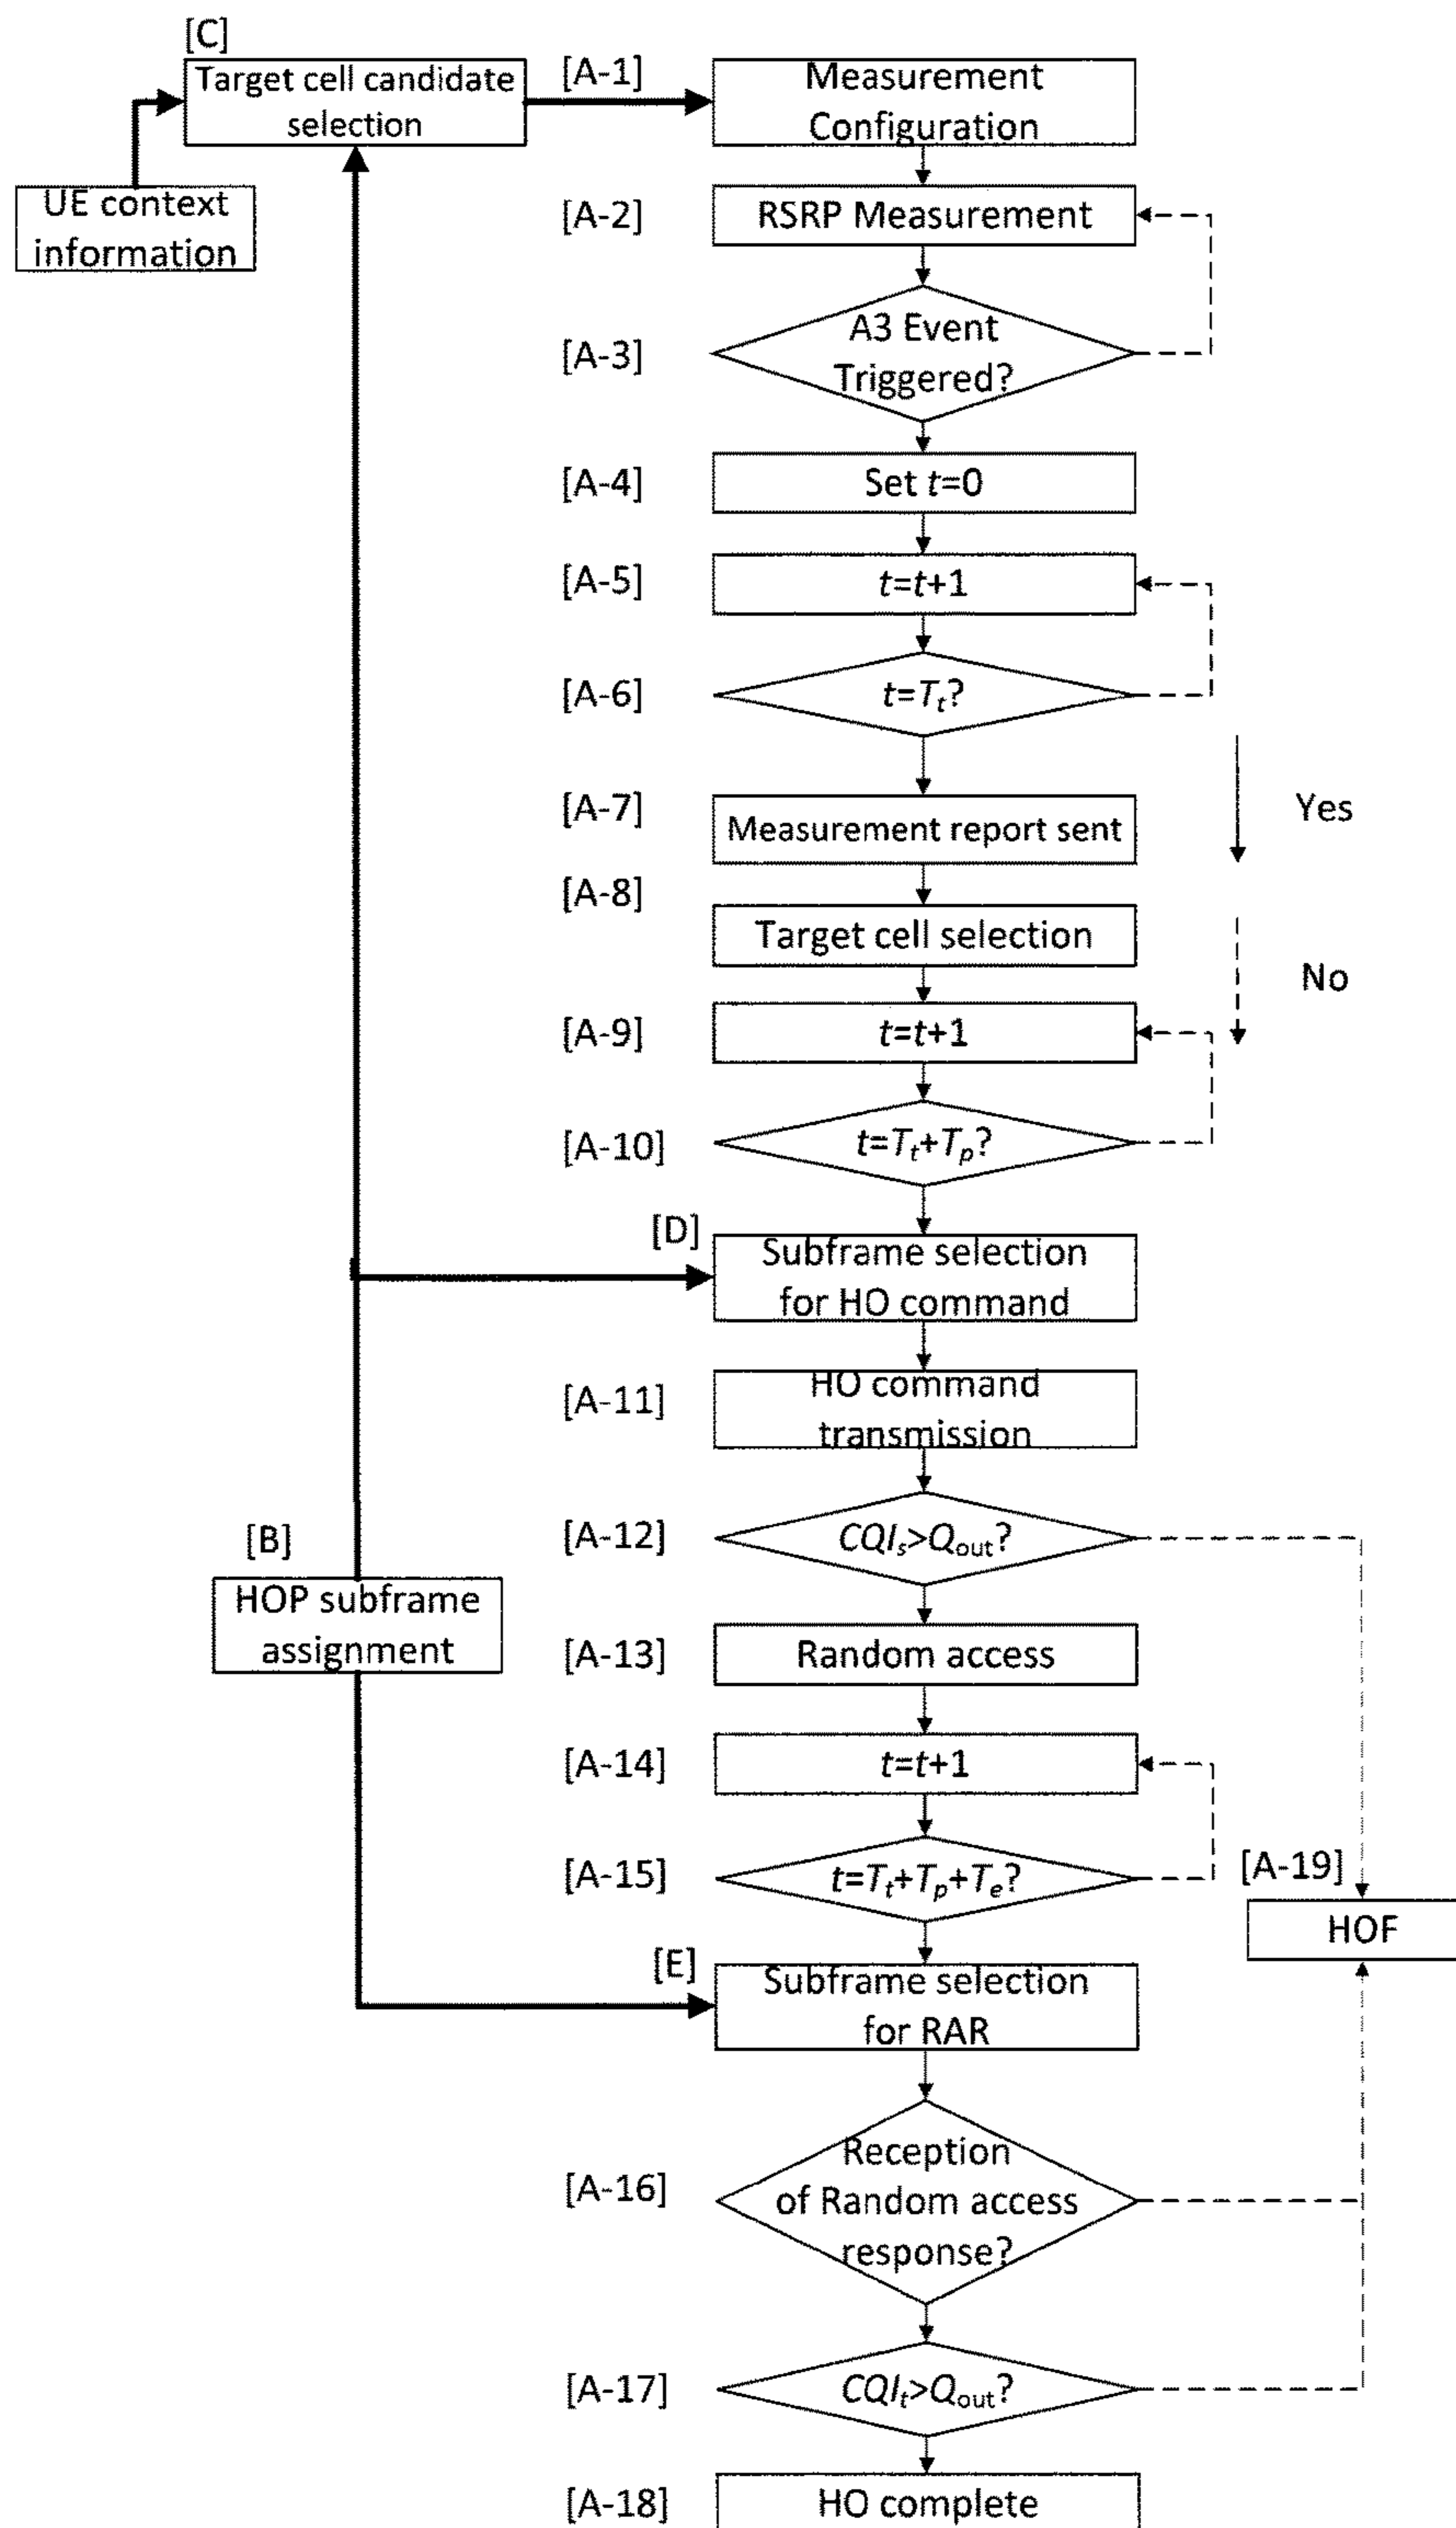 [C]
Target cell candidate
selection
[A-1]
Measurement
Configuration
UE context
information
[A-2]
RSRP Measurement
[A-3]
A3 Event
Triggered?
[A-4]
Set t=0
[A-5]
t=t+1
[A-6]
t=Tt?
Yes
[A-7]
Measurement report sent
[A-8]
Target cell selection
No
[A-9]
t=t+1
[A-10]
t=Tt+Tp?
[D]
Subframe selection
for HO command
[A-11]
HO command
transmission
[A-12]
CQIs>Qout?
[B]
HOP subframe
assignment
[A-13]
Random access
[A-14]
t=t+1
[A-15]
t=Tt+Tp+Te?
[A-19]
HOF
[E]
Subframe selection
for RAR
[A-16]
Reception
of Random access
response?
[A-17]
CQIt>Qout?
[A-18]
HO complete